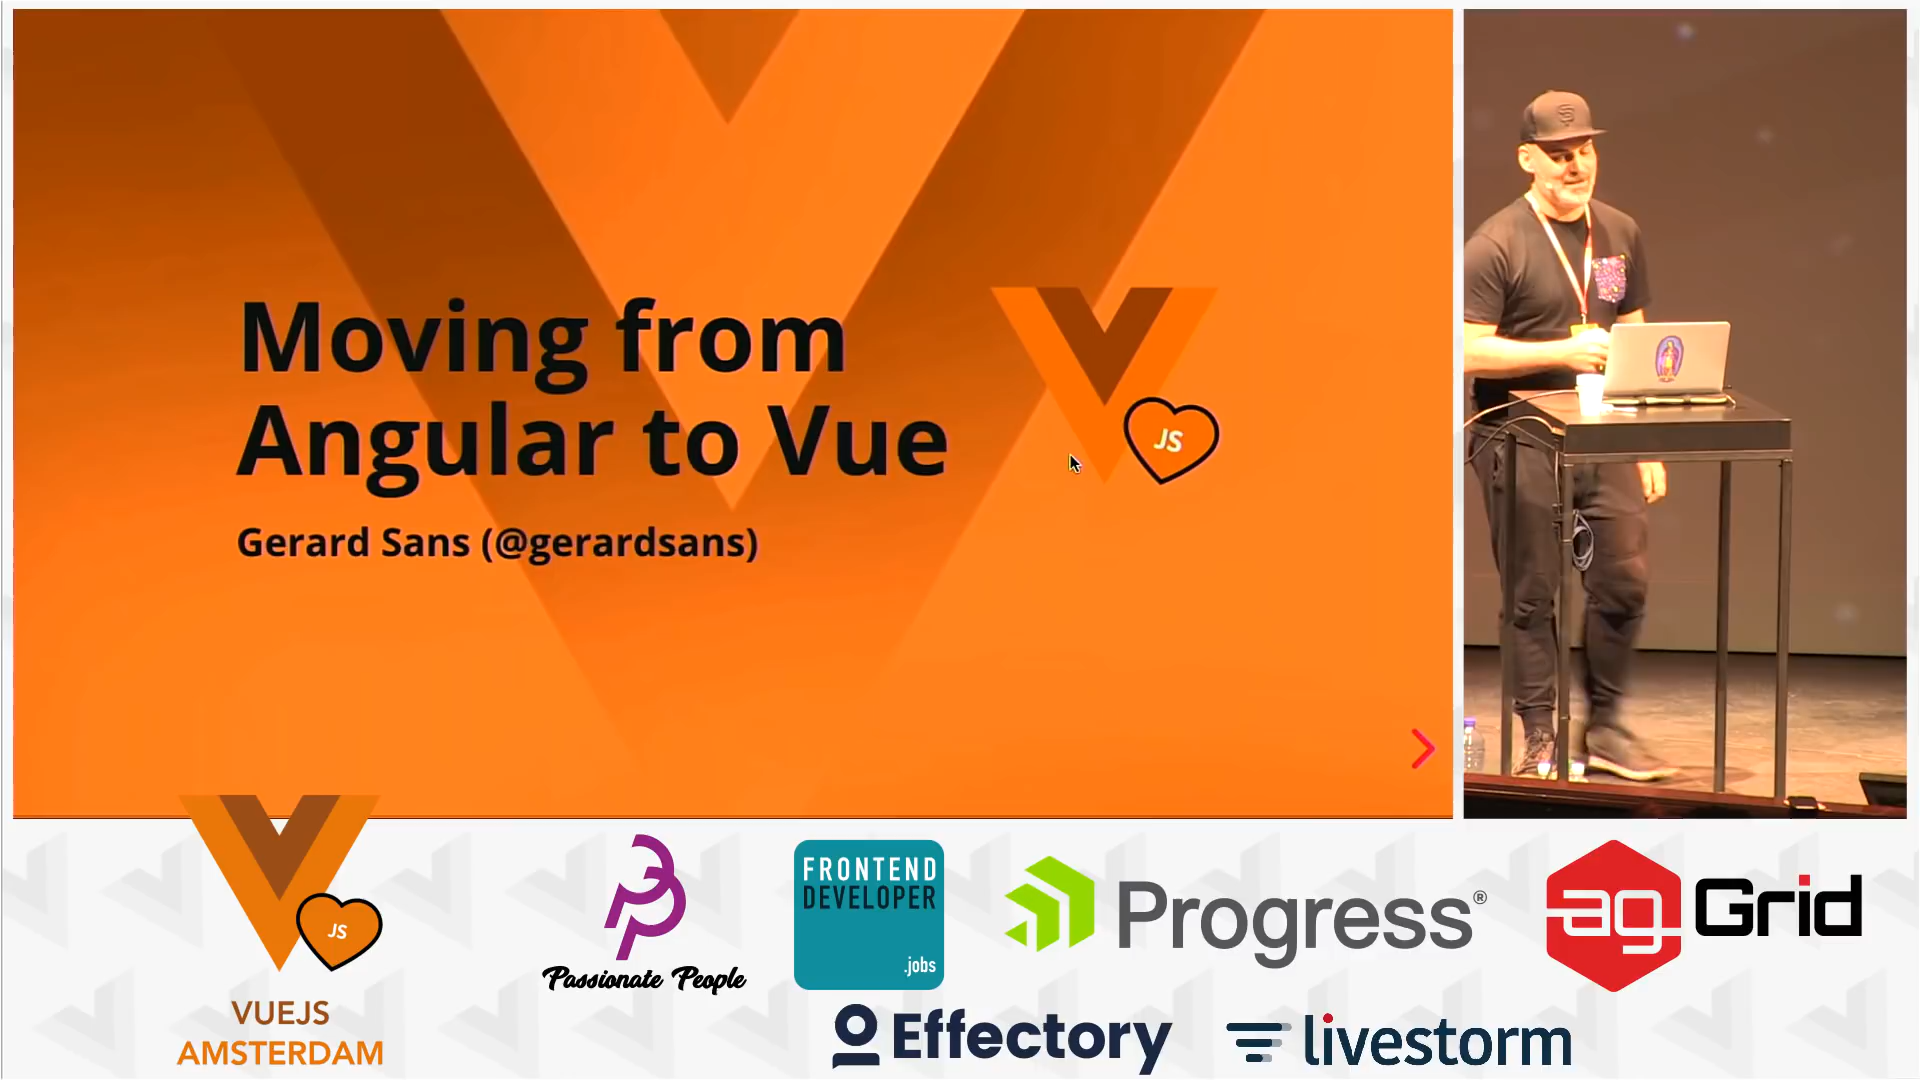 Moving from
Angular to Vue
Gerard Sans (@gerardsans)
JS
JS
VUEJS
AMSTERDAM
Passionate People
FRONTEND
DEVELOPER
.jobs
Progress®
ag Grid
Effectory
livestorm